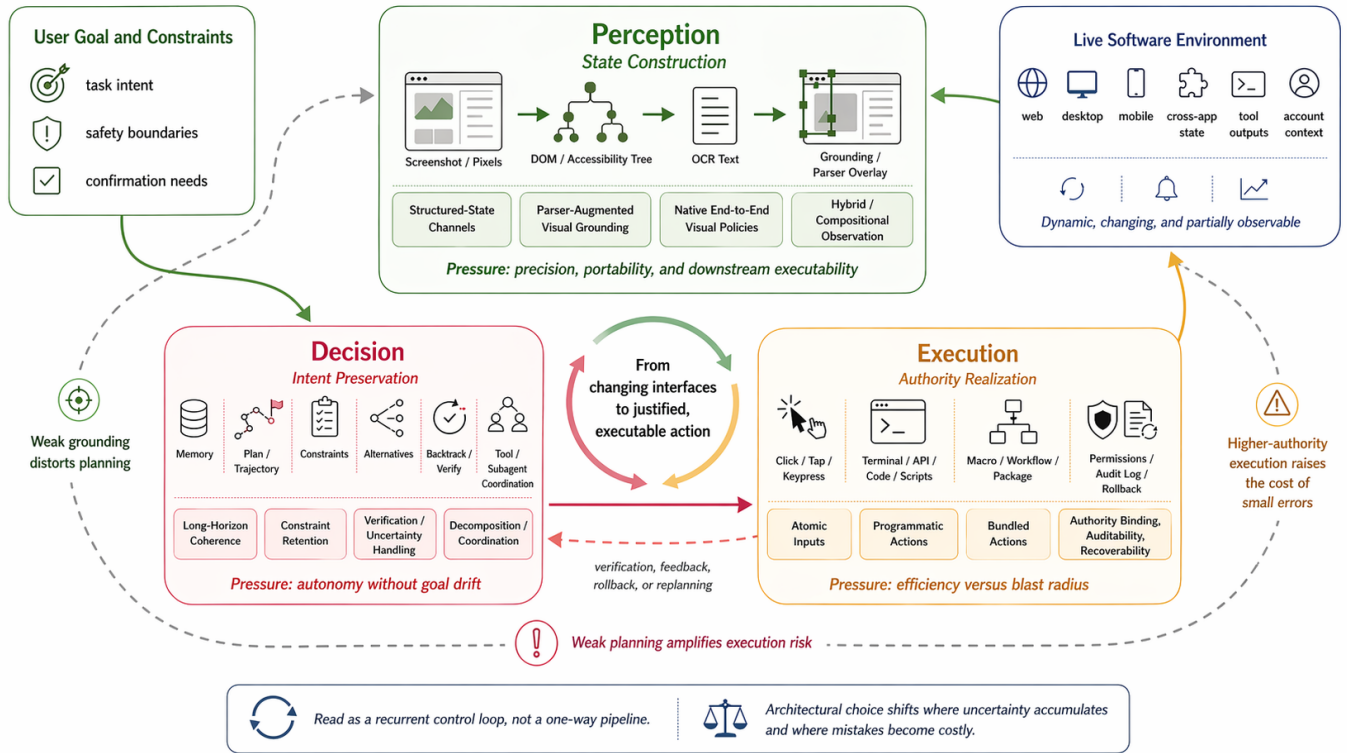 User Goal and Constraints
task intent
safety boundaries
confirmation needs
Perception
State Construction
Screenshot / Pixels
DOM / Accessibility Tree
OCR Text
Grounding /
Parser Overlay
Structured-State
Channels
Parser-Augmented
Visual Grounding
Native End-to-End
Visual Policies
Hybrid /
Compositional
Observation
Pressure: precision, portability, and downstream executability
Live Software Environment
web
desktop
mobile
cross-app
state
tool
outputs
account
context
Dynamic, changing, and partially observable
Weak grounding
distorts planning
Decision
Intent Preservation
Memory
Plan /
Trajectory
Constraints
Alternatives
Backtrack /
Verify
Tool /
Subagent
Coordination
Long-Horizon
Coherence
Constraint
Retention
Verification /
Uncertainty
Handling
Decomposition /
Coordination
Pressure: autonomy without goal drift
From
changing interfaces
to justified,
executable action
verification, feedback,
rollback, or replanning
Execution
Authority Realization
Click / Tap /
Keypress
Terminal / API /
Code / Scripts
Macro / Workflow /
Package
Permissions /
Audit Log /
Rollback
Atomic
Inputs
Programmatic
Actions
Bundled
Actions
Authority Binding,
Auditability,
Recoverability
Pressure: efficiency versus blast radius
Higher-authority
execution raises
the cost of
small errors
Weak planning amplifies execution risk
Read as a recurrent control loop, not a one-way pipeline.
Architectural choice shifts where uncertainty accumulates
and where mistakes become costly.